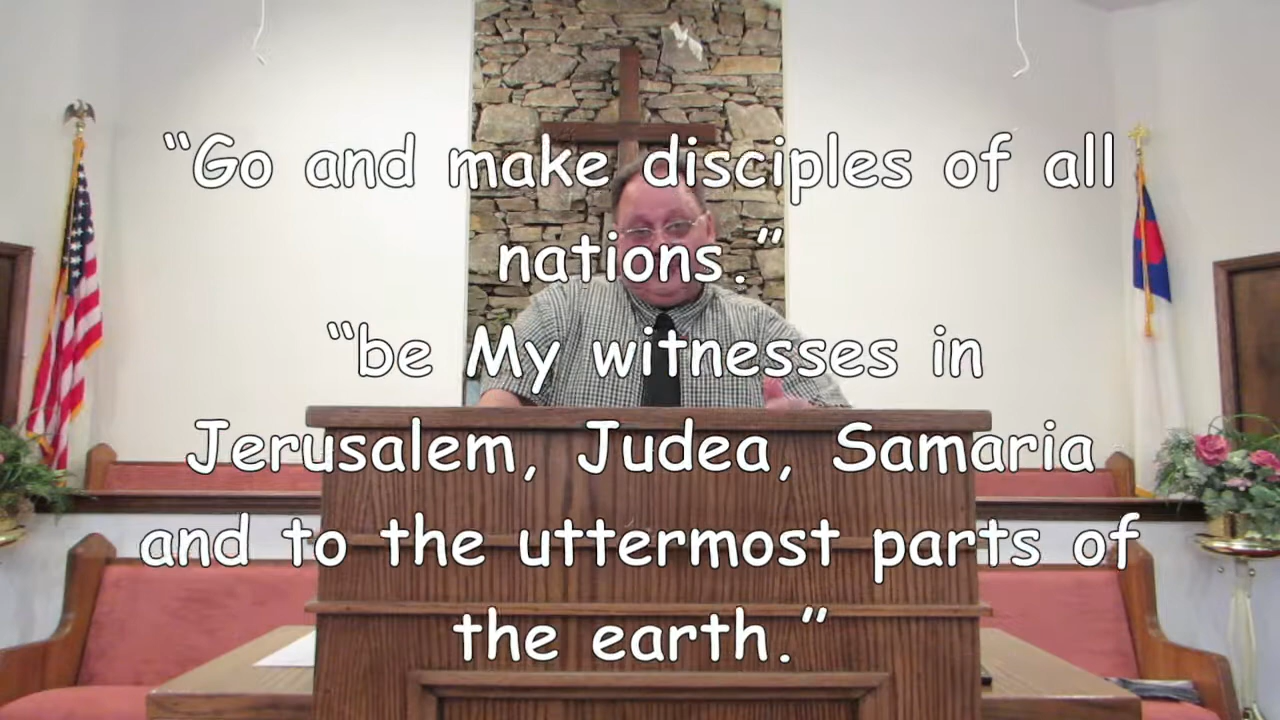 “Go and make disciples of all
nations.”
“be My witnesses in
Jerusalem, Judea, Samaria
and to the uttermost parts of
the earth.”